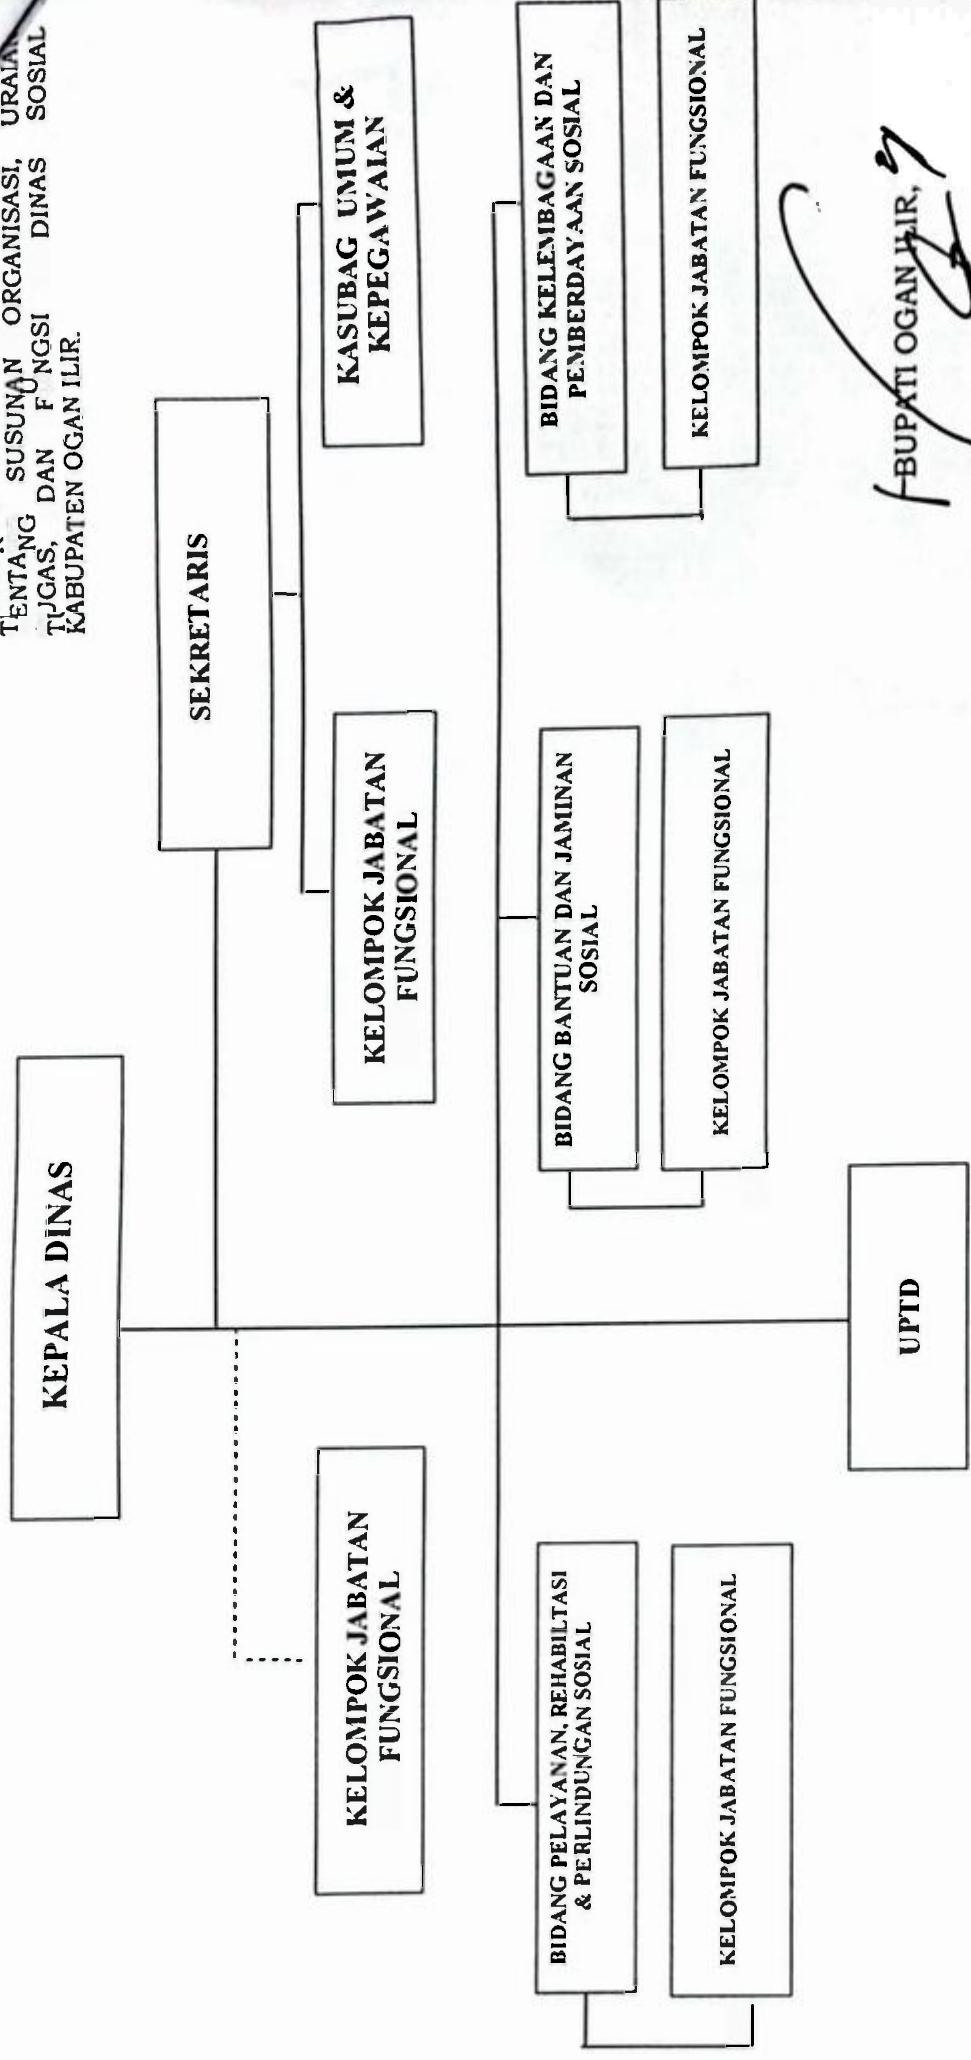 TENTANG SUSUNAN ORGANISASI, URAIAN
TUGAS, DAN FUNGSI DINAS SOSIAL
KABUPATEN OGAN ILIR.
KEPALA DINAS
SEKRETARIS
KELOMPOK JABATAN
FUNGSIONAL
KELOMPOK JABATAN
FUNGSIONAL
KASUBAG UMUM &
KEPEGAWAIAN
BIDANG PELAYANAN, REHABILTASI
& PERLINDUNGAN SOSIAL
BIDANG BANTUAN DAN JAMINAN
SOSIAL
BIDANG KELEMBAGAAN DAN
PEMBERDAYAAN SOSIAL
KELOMPOK JABATAN FUNGSIONAL
KELOMPOK JABATAN FUNGSIONAL
KELOMPOK JABATAN FUNGSIONAL
UPTD
BUPATI OGAN ILIR,